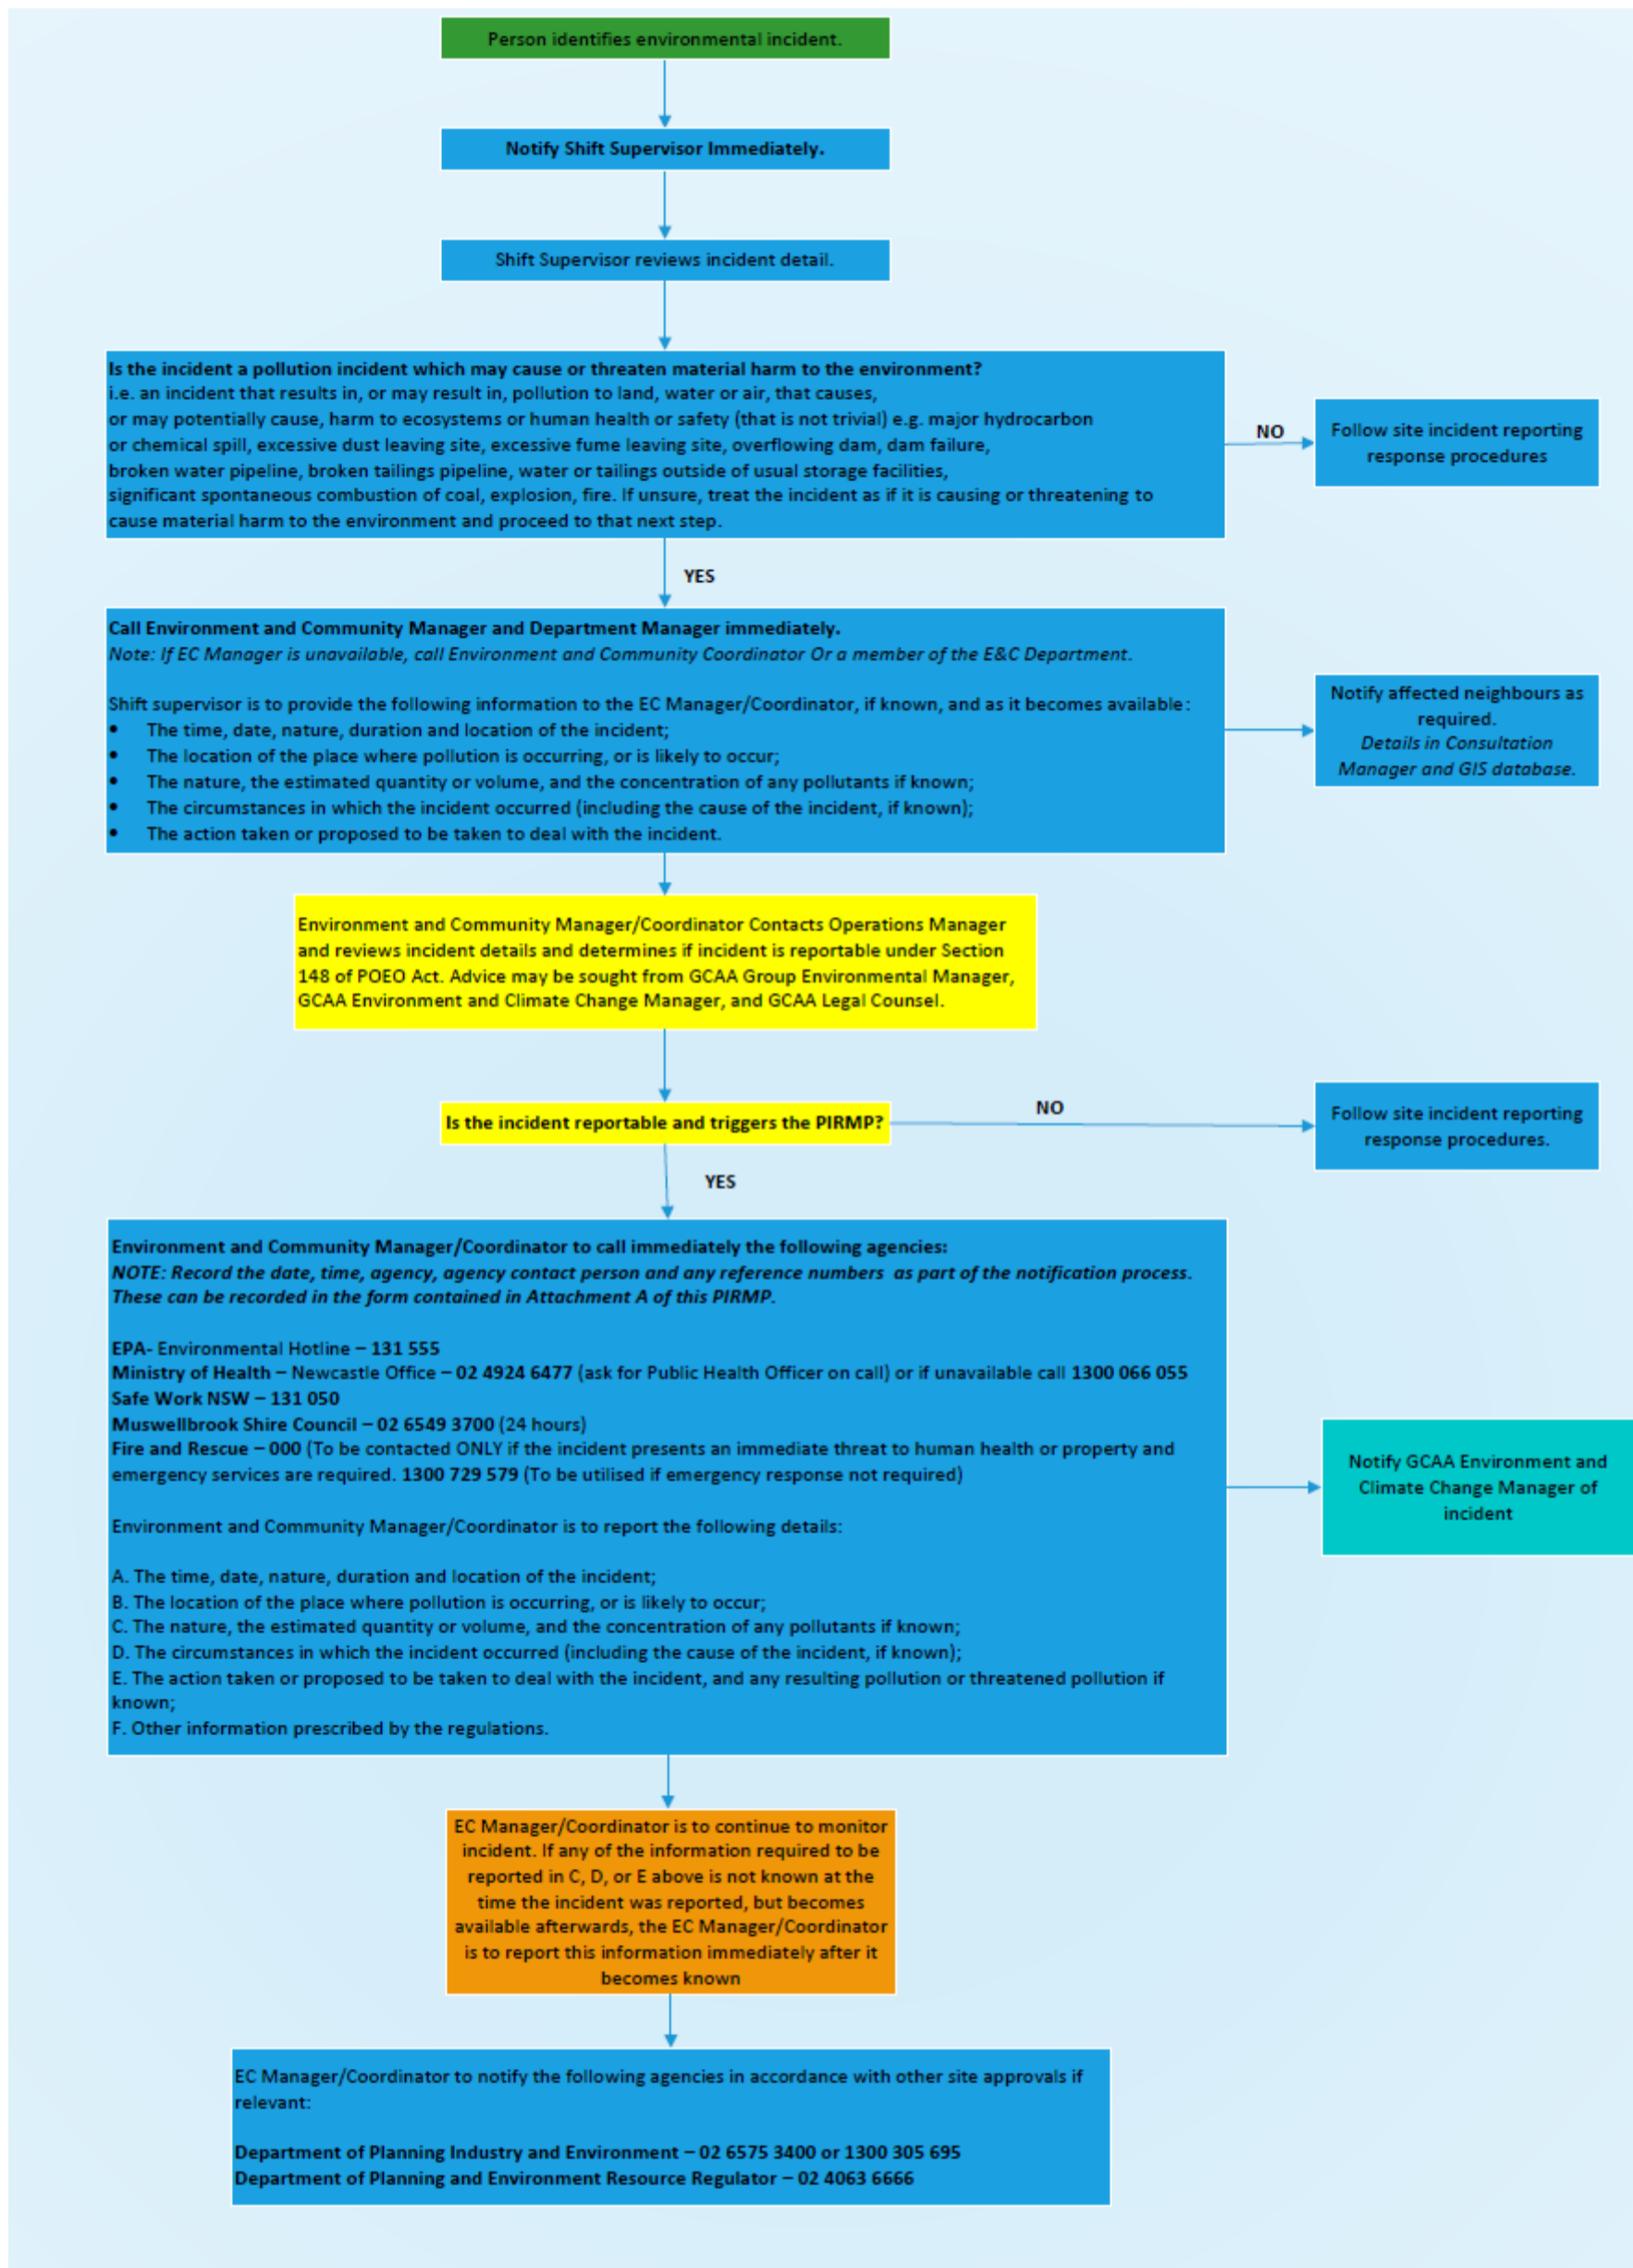 Person identifies environmental incident.
Notify Shift Supervisor Immediately.
Shift Supervisor reviews incident detail.
Is the incident a pollution incident which may cause or threaten material harm to the environment?
i.e. an incident that results in, or may result in, pollution to land, water or air, that causes,
or may potentially cause, harm to ecosystems or human health or safety (that is not trivial) e.g. major hydrocarbon
or chemical spill, excessive dust leaving site, excessive fume leaving site, overflowing dam, dam failure,
broken water pipeline, broken tailings pipeline, water or tailings outside of usual storage facilities,
significant spontaneous combustion of coal, explosion, fire. If unsure, treat the incident as if it is causing or threatening to
cause material harm to the environment and proceed to that next step.
NO
Follow site incident reporting
response procedures
YES
Call Environment and Community Manager and Department Manager immediately.
Note: If EC Manager is unavailable, call Environment and Community Coordinator Or a member of the E&C Department.
Shift supervisor is to provide the following information to the EC Manager/Coordinator, if known, and as it becomes available:
• The time, date, nature, duration and location of the incident;
• The location of the place where pollution is occurring, or is likely to occur;
• The nature, the estimated quantity or volume, and the concentration of any pollutants if known;
• The circumstances in which the incident occurred (including the cause of the incident, if known);
• The action taken or proposed to be taken to deal with the incident.
Notify affected neighbours as
required.
Details in Consultation
Manager and GIS database.
Environment and Community Manager/Coordinator Contacts Operations Manager
and reviews incident details and determines if incident is reportable under Section
148 of POEO Act. Advice may be sought from GCAA Group Environmental Manager,
GCAA Environment and Climate Change Manager, and GCAA Legal Counsel.
Is the incident reportable and triggers the PIRMP?
NO
Follow site incident reporting
response procedures.
YES
Environment and Community Manager/Coordinator to call immediately the following agencies:
NOTE: Record the date, time, agency, agency contact person and any reference numbers as part of the notification process.
These can be recorded in the form contained in Attachment A of this PIRMP.
EPA- Environmental Hotline – 131 555
Ministry of Health – Newcastle Office – 02 4924 6477 (ask for Public Health Officer on call) or if unavailable call 1300 066 055
Safe Work NSW – 131 050
Muswellbrook Shire Council – 02 6549 3700 (24 hours)
Fire and Rescue – 000 (To be contacted ONLY if the incident presents an immediate threat to human health or property and
emergency services are required. 1300 729 579 (To be utilised if emergency response not required)
Environment and Community Manager/Coordinator is to report the following details:
A. The time, date, nature, duration and location of the incident;
B. The location of the place where pollution is occurring, or is likely to occur;
C. The nature, the estimated quantity or volume, and the concentration of any pollutants if known;
D. The circumstances in which the incident occurred (including the cause of the incident, if known);
E. The action taken or proposed to be taken to deal with the incident, and any resulting pollution or threatened pollution if
known;
F. Other information prescribed by the regulations.
Notify GCAA Environment and
Climate Change Manager of
incident
EC Manager/Coordinator is to continue to monitor
incident. If any of the information required to be
reported in C, D, or E above is not known at the
time the incident was reported, but becomes
available afterwards, the EC Manager/Coordinator
is to report this information immediately after it
becomes known
EC Manager/Coordinator to notify the following agencies in accordance with other site approvals if
relevant:
Department of Planning Industry and Environment – 02 6575 3400 or 1300 305 695
Department of Planning and Environment Resource Regulator – 02 4063 6666